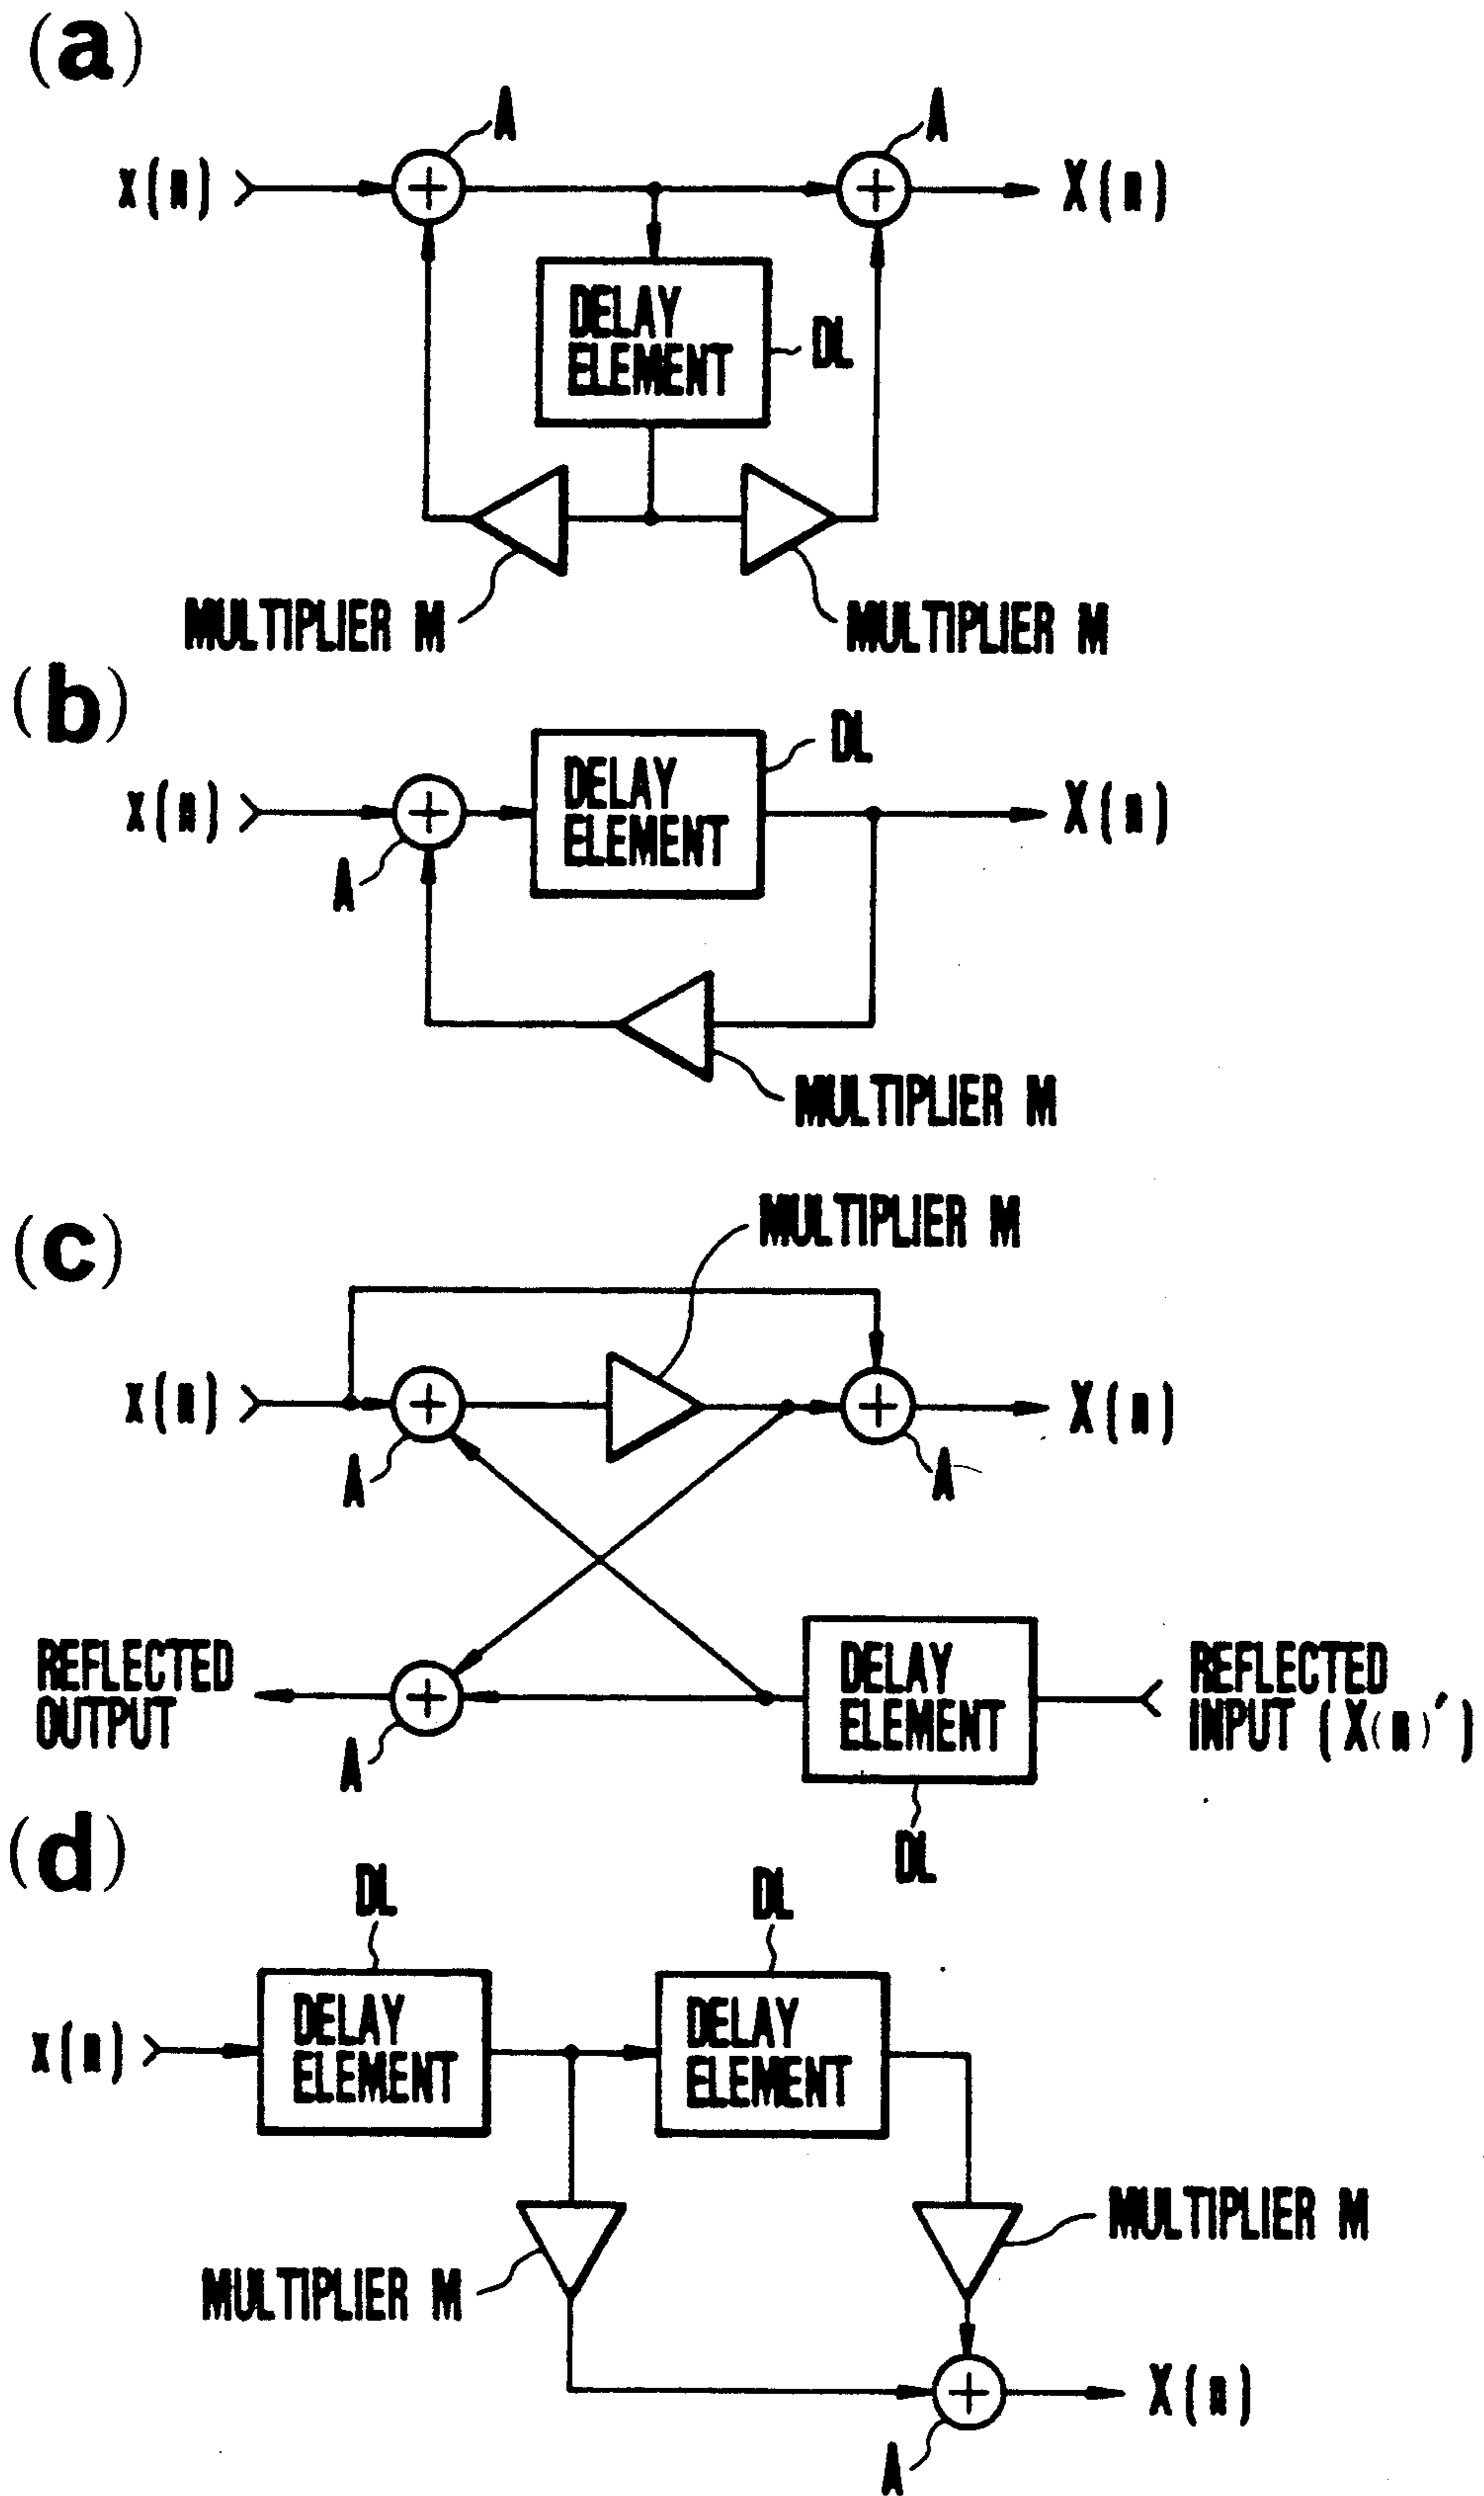 (a)
A
A
X(n)
X(n)
DELAY
ELEMENT
DL
MULTIPLIER M
MULTIPLIER M
(b)
DL
X(n)
DELAY
ELEMENT
X(n)
A
MULTIPLIER M
MULTIPLIER M
(c)
X(n)
X(n)
A
A
REFLECTED
OUTPUT
DELAY
ELEMENT
REFLECTED
INPUT (X(n)′)
A
DL
(d)
DL
DL
X(n)
DELAY
ELEMENT
DELAY
ELEMENT
MULTIPLIER M
MULTIPLIER M
X(n)
A